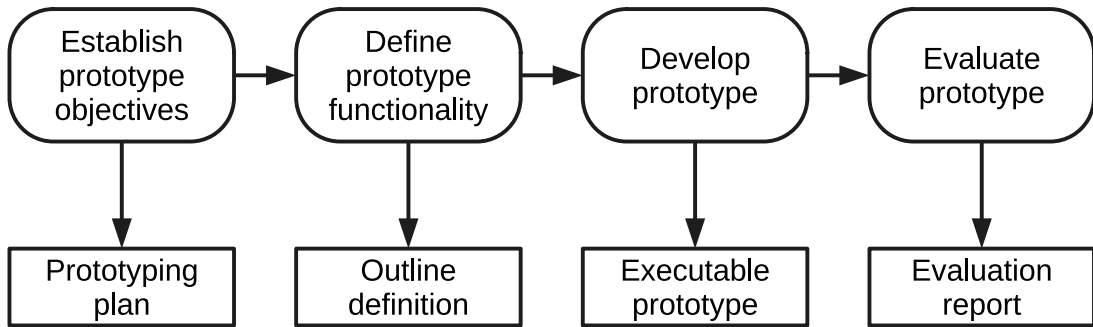 Establish
prototype
objectives
Define
prototype
functionality
Develop
prototype
Evaluate
prototype
Prototyping
plan
Outline
definition
Executable
prototype
Evaluation
report